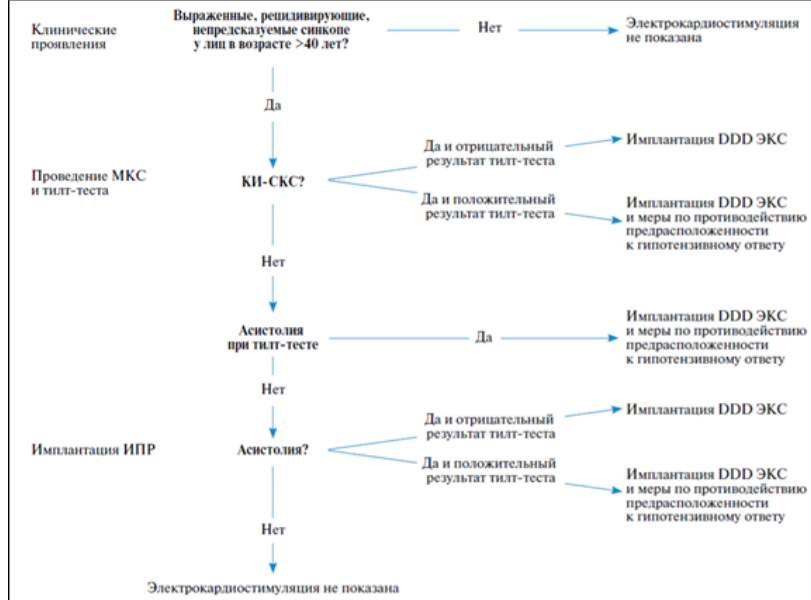 Клинические
проявления
Выраженные, рецидивирующие,
непредсказуемые синкопе
у лиц в возрасте >40 лет?
Нет
Электрокардиостимуляция
не показана
Да
Проведение МКС
и тилт-теста
КИ-СКС?
Да и отрицательный
результат тилт-теста
Имплантация DDD ЭКС
Да и положительный
результат тилт-теста
Имплантация DDD ЭКС
и меры по противодействию
предрасположенности
к гипотензивному ответу
Нет
Асистолия
при тилт-тесте
Да
Имплантация DDD ЭКС
и меры по противодействию
предрасположенности
к гипотензивному ответу
Нет
Имплантация ИПР
Асистолия?
Да и отрицательный
результат тилт-теста
Имплантация DDD ЭКС
Да и положительный
результат тилт-теста
Имплантация DDD ЭКС
и меры по противодействию
предрасположенности
к гипотензивному ответу
Нет
Электрокардиостимуляция не показана